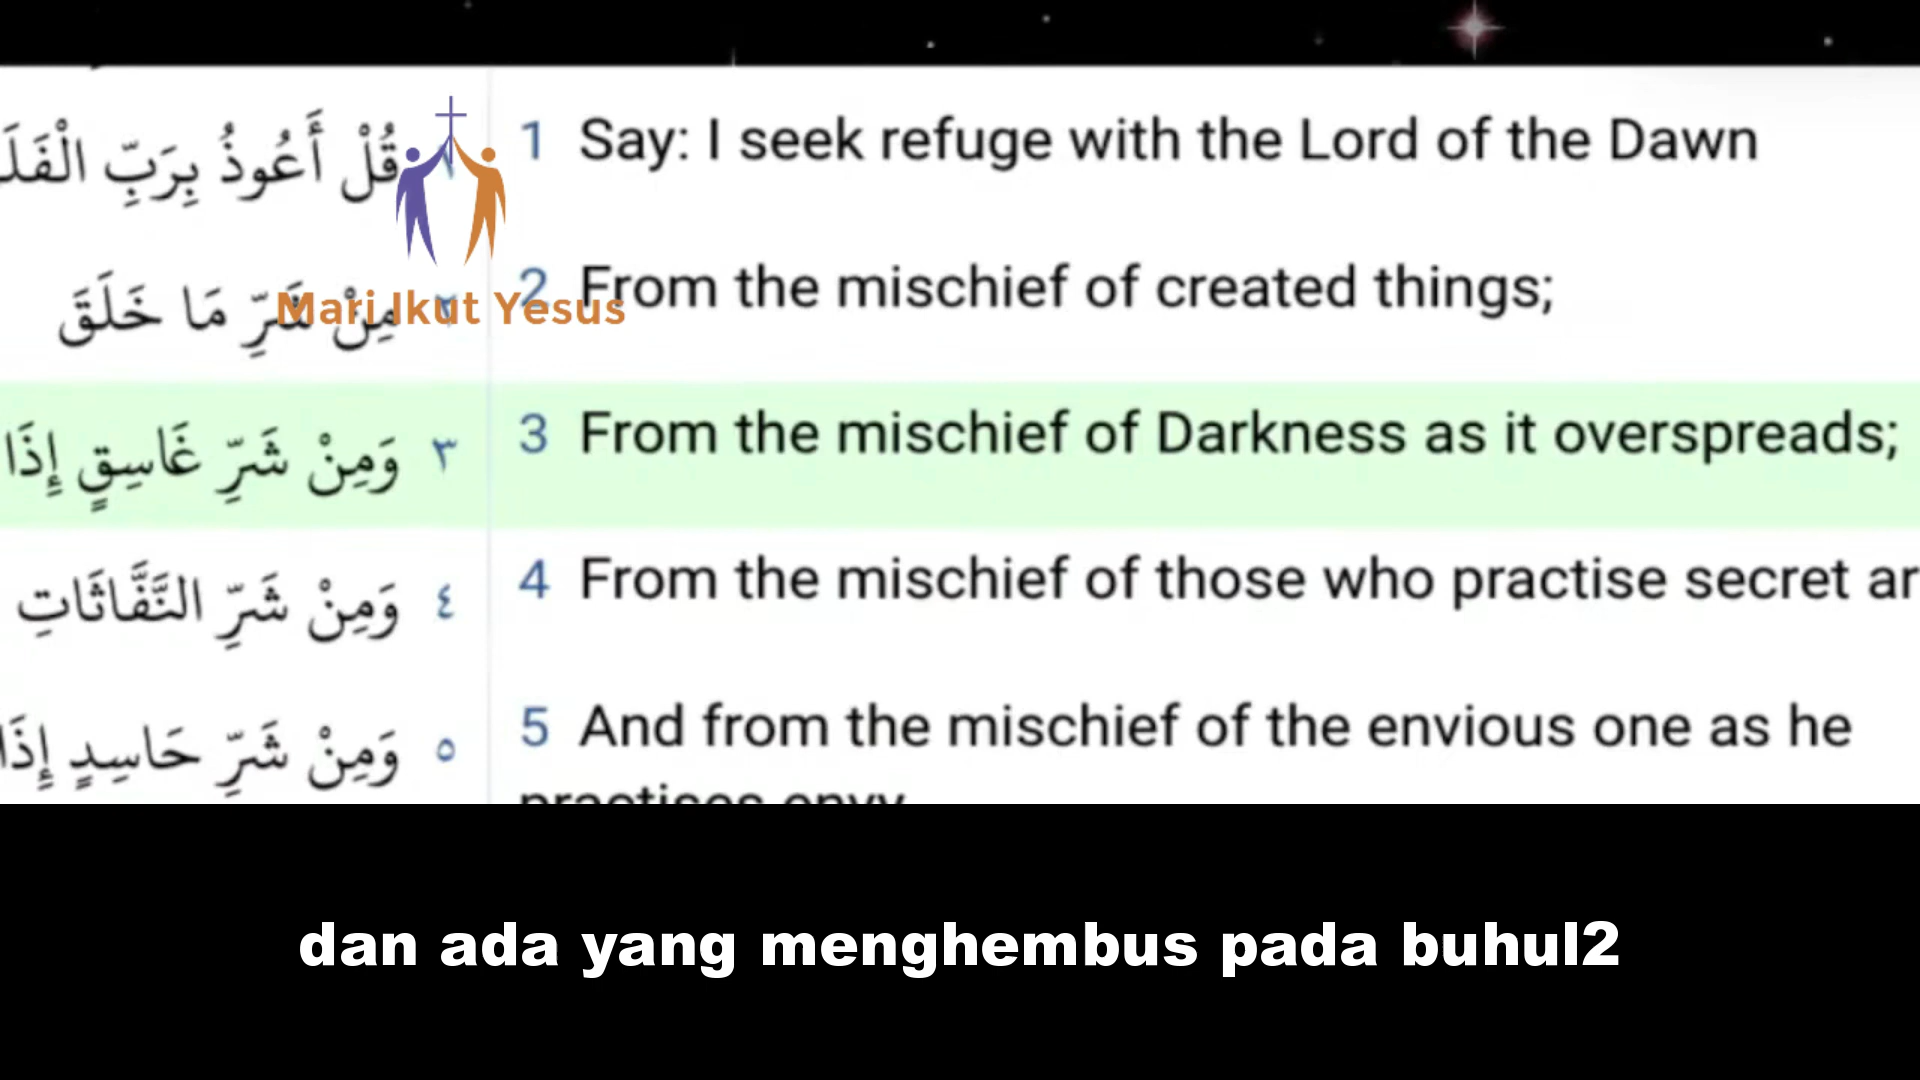 قُلْ أَعُوذُ بِرَبِّ
1 Say: I seek refuge with the Lord of the Dawn
مِنْ شَرِّ مَا خَلَقَ
2 From the mischief of created things;
Mari Ikut Yesus
٣ وَمِنْ شَرِّ غَاسِقٍ إِذَا
3 From the mischief of Darkness as it overspreads;
٤ وَمِنْ شَرِّ النَّفَّاثَاتِ
4 From the mischief of those who practise secret ar
٥ وَمِنْ شَرِّ حَاسِدٍ إِذَا
5 And from the mischief of the envious one as he
practises envy
dan ada yang menghembus pada buhul2